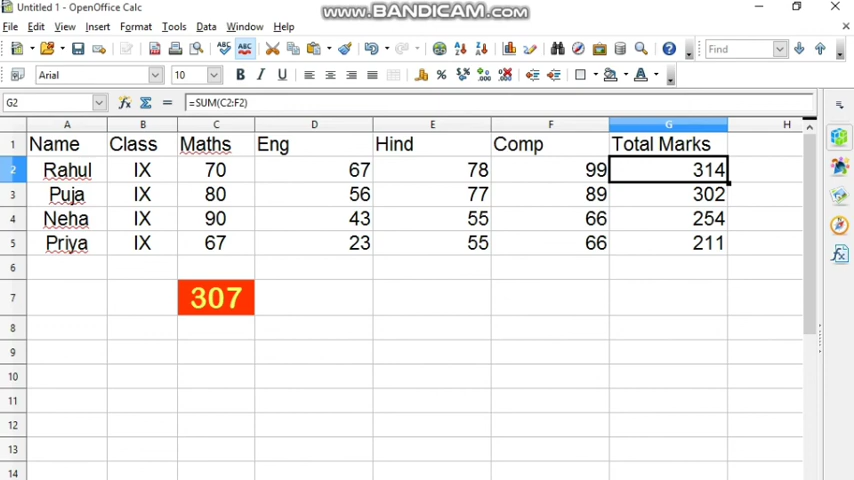 Untitled 1 - OpenOffice Calc
WWW.BANDICAM.COM
File Edit View Insert Format Tools Data Window Help
ABC ABC Find
Arial 10 B I U
G2 =SUM(C2:F2)
A B C D E F G H
1 Name Class Maths Eng Hind Comp Total Marks
2 Rahul IX 70 67 78 99 314
3 Puja IX 80 56 77 89 302
4 Neha IX 90 43 55 66 254
5 Priya IX 67 23 55 66 211
6
7 307
8
9
10
11
12
13
14